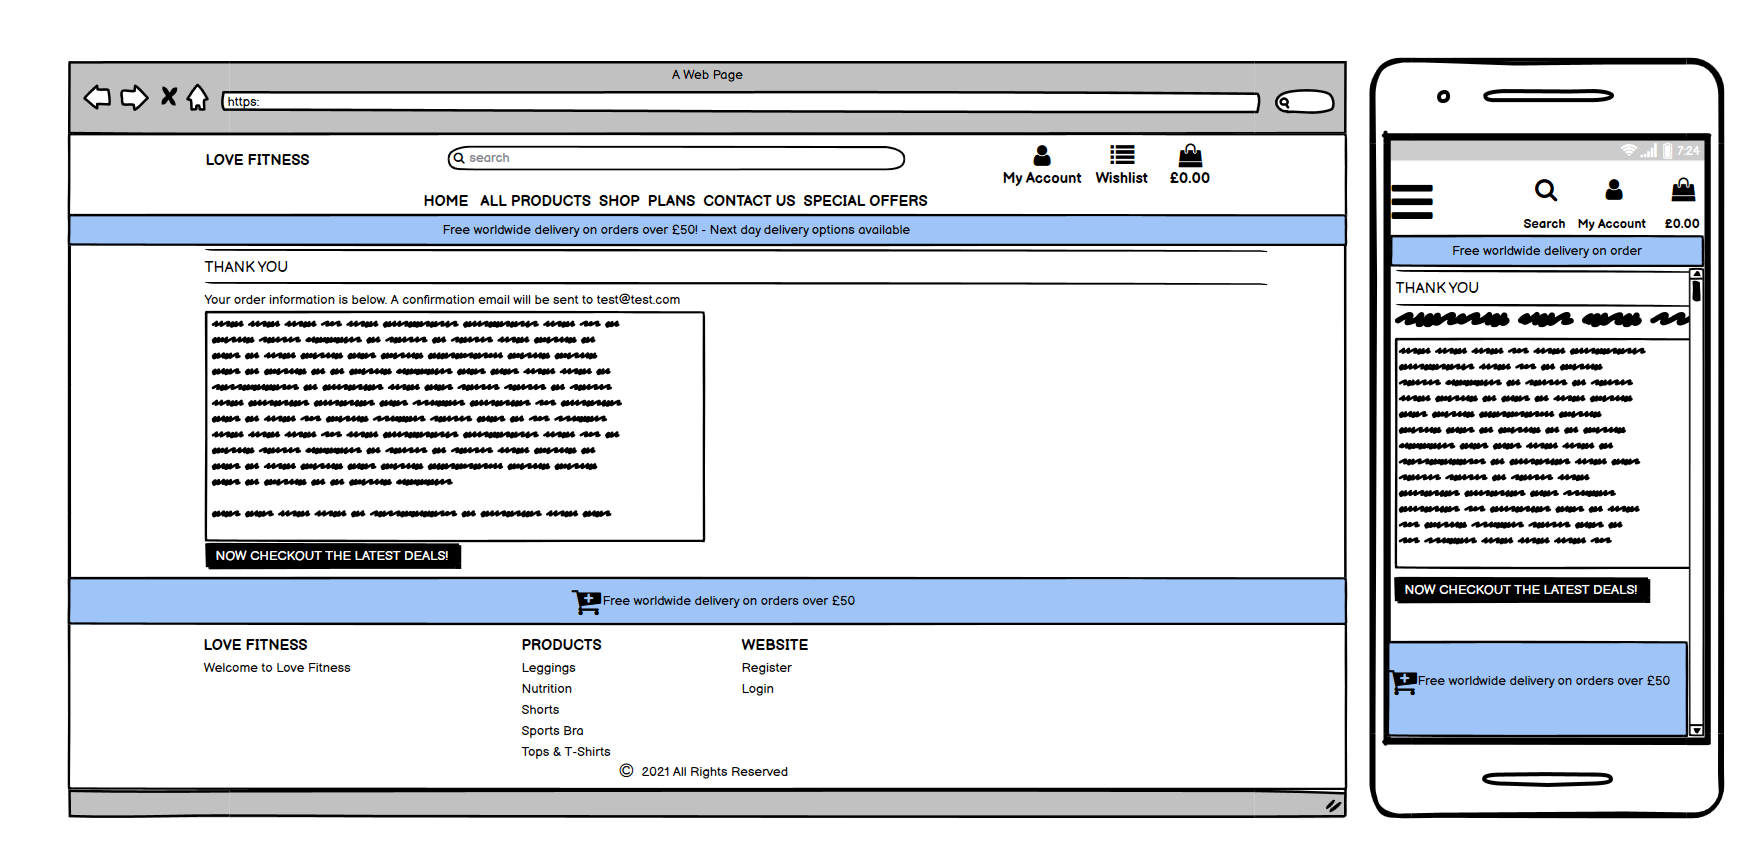 A Web Page
https:
LOVE FITNESS
search
My Account Wishlist £0.00
HOME ALL PRODUCTS SHOP PLANS CONTACT US SPECIAL OFFERS
Free worldwide delivery on orders over £50! - Next day delivery options available
THANK YOU
Your order information is below. A confirmation email will be sent to test@test.com
NOW CHECKOUT THE LATEST DEALS!
Free worldwide delivery on orders over £50
LOVE FITNESS
Welcome to Love Fitness
PRODUCTS
Leggings
Nutrition
Shorts
Sports Bra
Tops & T-Shirts
WEBSITE
Register
Login
© 2021 All Rights Reserved
7:24
Search My Account £0.00
Free worldwide delivery on order
THANK YOU
NOW CHECKOUT THE LATEST DEALS!
Free worldwide delivery on orders over £50